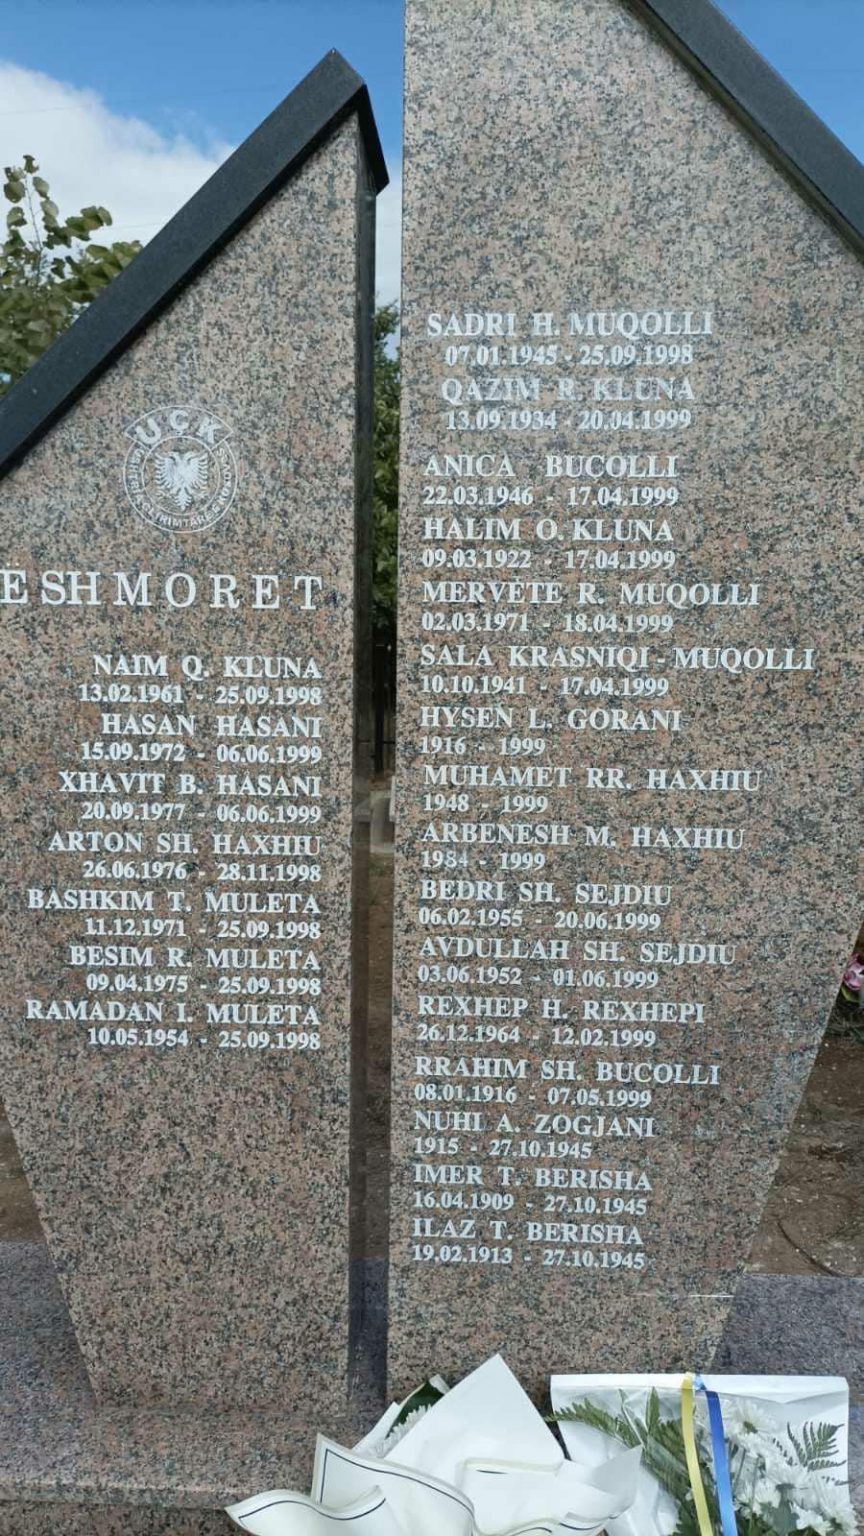 UÇK
ESHMORET
NAIM Q. KLUNA
13.02.1961 - 25.09.1998
HASAN HASANI
15.09.1972 - 06.06.1999
XHAVIT B. HASANI
20.09.1977 - 06.06.1999
ARTON SH. HAXHIU
26.06.1976 - 28.11.1998
BASHKIM T. MULETA
11.12.1971 - 25.09.1998
BESIM R. MULETA
09.04.1975 - 25.09.1998
RAMADAN I. MULETA
10.05.1954 - 25.09.1998
SADRI H. MUQOLLI
07.01.1945 - 25.09.1998
QAZIM R. KLUNA
13.09.1934 - 20.04.1999
ANICA BUCOLLI
22.03.1946 - 17.04.1999
HALIM O. KLUNA
09.03.1922 - 17.04.1999
MERVETE R. MUQOLLI
02.03.1971 - 18.04.1999
SALA KRASNIQI - MUQOLLI
10.10.1941 - 17.04.1999
HYSEN L. GORANI
1916 - 1999
MUHAMET RR. HAXHIU
1948 - 1999
ARBENESH M. HAXHIU
1984 - 1999
BEDRI SH. SEJDIU
06.02.1955 - 20.06.1999
AVDULLAH SH. SEJDIU
03.06.1952 - 01.06.1999
REXHEP H. REXHEPI
26.12.1964 - 12.02.1999
RRAHIM SH. BUCOLLI
08.01.1916 - 07.05.1999
NUHI A. ZOGJANI
1915 - 27.10.1945
IMER T. BERISHA
16.04.1909 - 27.10.1945
ILAZ T. BERISHA
19.02.1913 - 27.10.1945